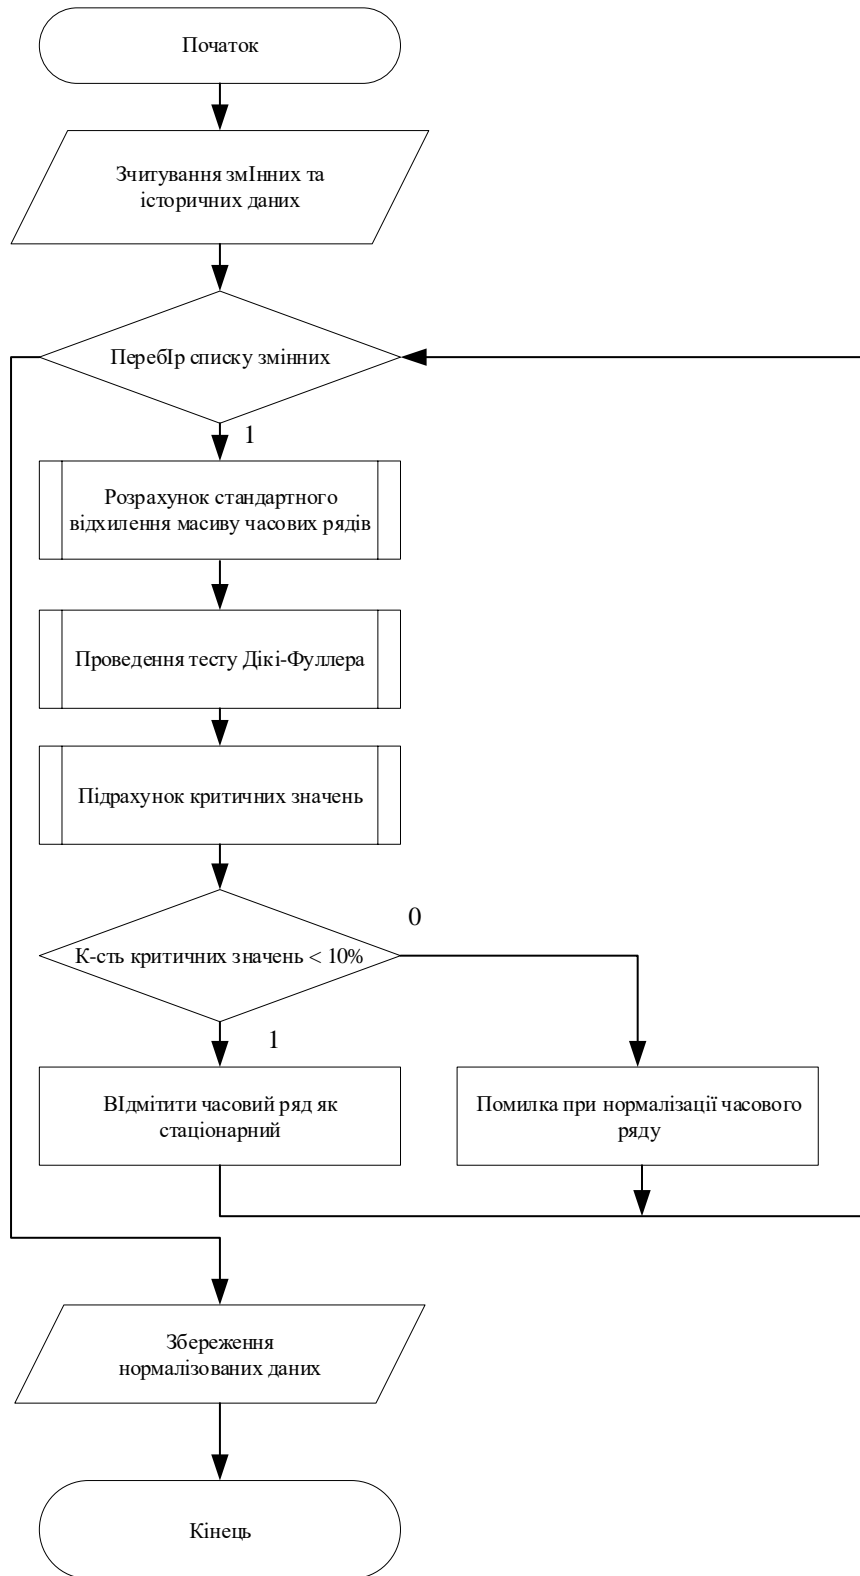 Початок
Зчитування змІнних та
історичних даних
ПеребІр списку змінних
1
Розрахунок стандартного
відхилення масиву часових рядів
Проведення тесту Дікі-Фуллера
Підрахунок критичних значень
0
К-сть критичних значень < 10%
1
ВІдмітити часовий ряд як
стаціонарний
Помилка при нормалізації часового
ряду
Збереження
нормалізованих даних
Кінець